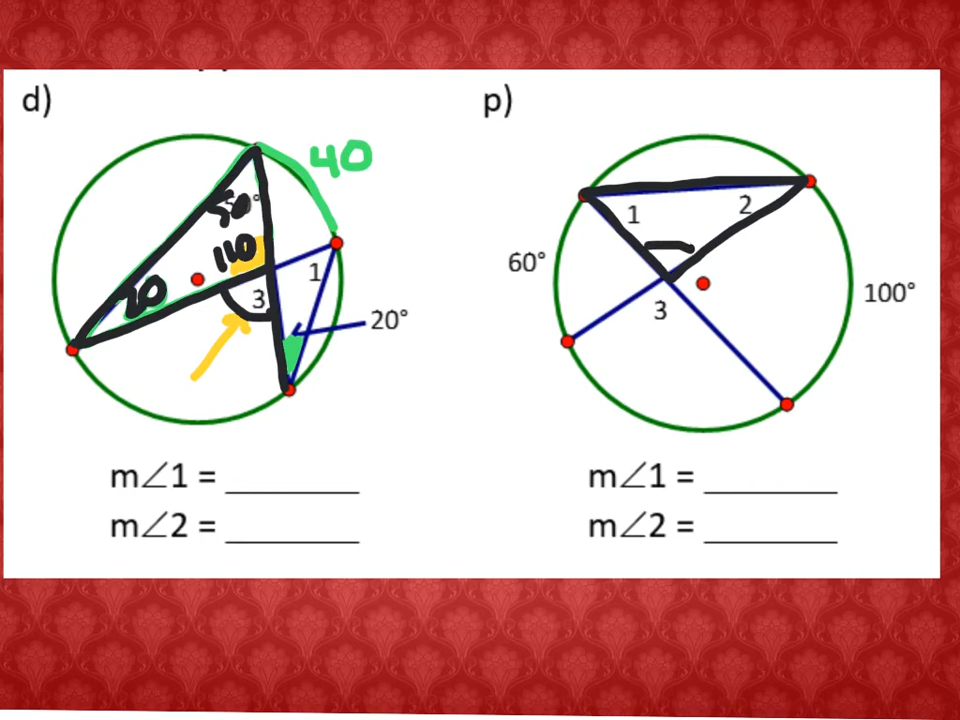 d)
p)
40
50°
1
2
110
60°
1
20
3
100°
3
20°
m∠1 = ________
m∠1 = ________
m∠2 = ________
m∠2 = ________